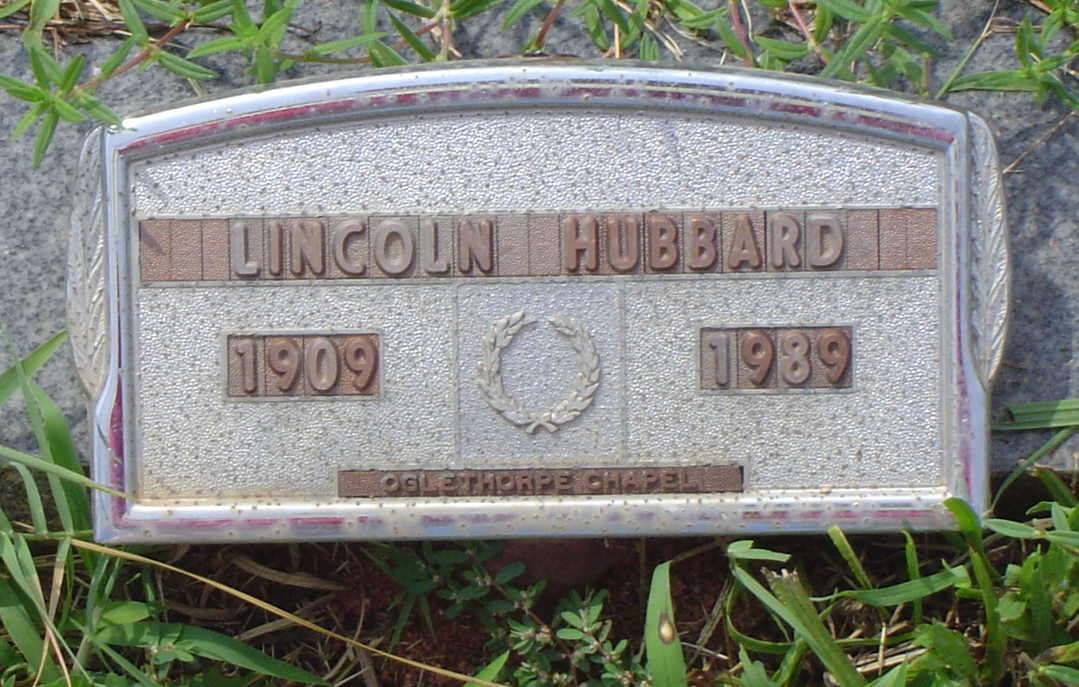 LINCOLN HUBBARD
1909 1989
OGLETHORPE CHAPEL